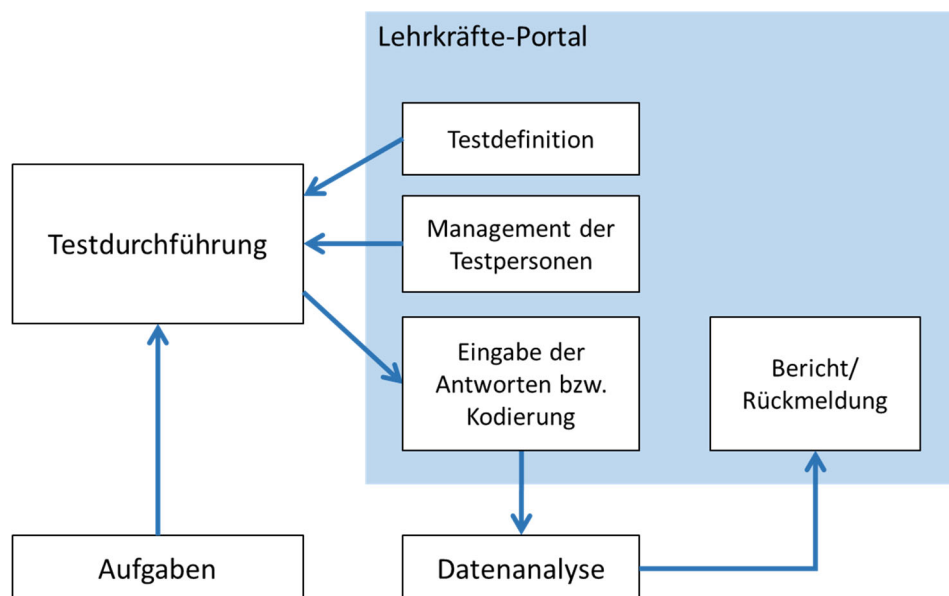 Lehrkräfte-Portal
Testdefinition
Testdurchführung
Management der
Testpersonen
Eingabe der
Antworten bzw.
Kodierung
Bericht/
Rückmeldung
Aufgaben
Datenanalyse